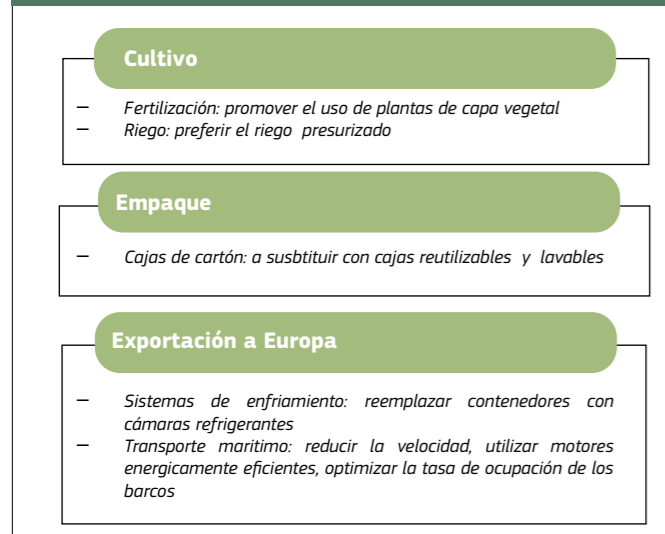 Cultivo
– Fertilización: promover el uso de plantas de capa vegetal
– Riego: preferir el riego presurizado
Empaque
– Cajas de cartón: a susbtituir con cajas reutilizables y lavables
Exportación a Europa
– Sistemas de enfriamiento: reemplazar contenedores con
cámaras refrigerantes
– Transporte maritimo: reducir la velocidad, utilizar motores
energicamente eficientes, optimizar la tasa de ocupación de los
barcos